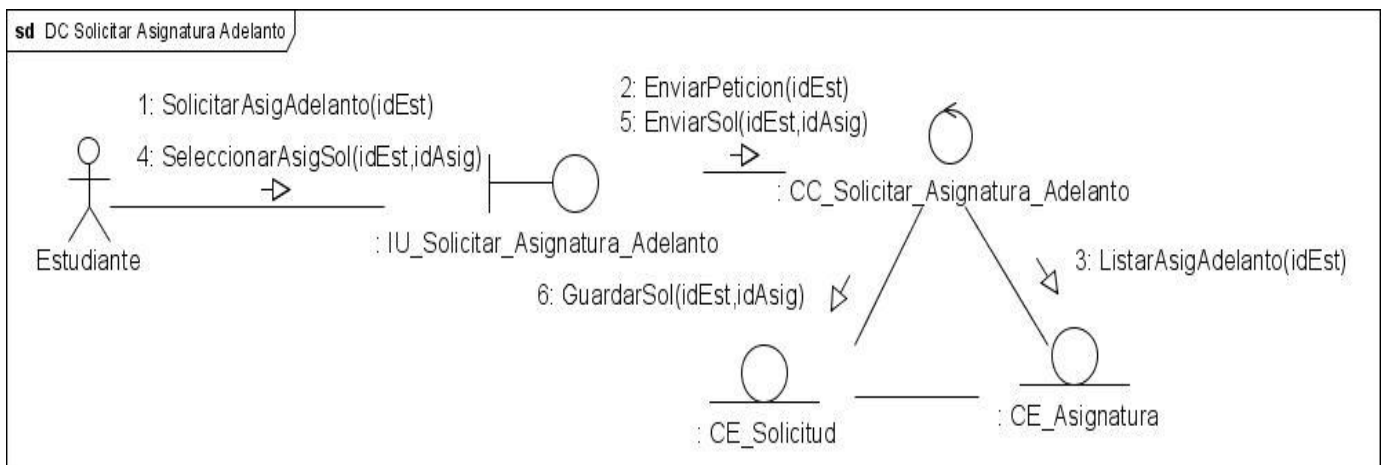 sd DC Solicitar Asignatura Adelanto
1: SolicitarAsigAdelanto(idEst)
4: SeleccionarAsigSol(idEst,idAsig)
Estudiante
: IU_Solicitar_Asignatura_Adelanto
2: EnviarPeticion(idEst)
5: EnviarSol(idEst,idAsig)
: CC_Solicitar_Asignatura_Adelanto
3: ListarAsigAdelanto(idEst)
6: GuardarSol(idEst,idAsig)
: CE_Solicitud
: CE_Asignatura